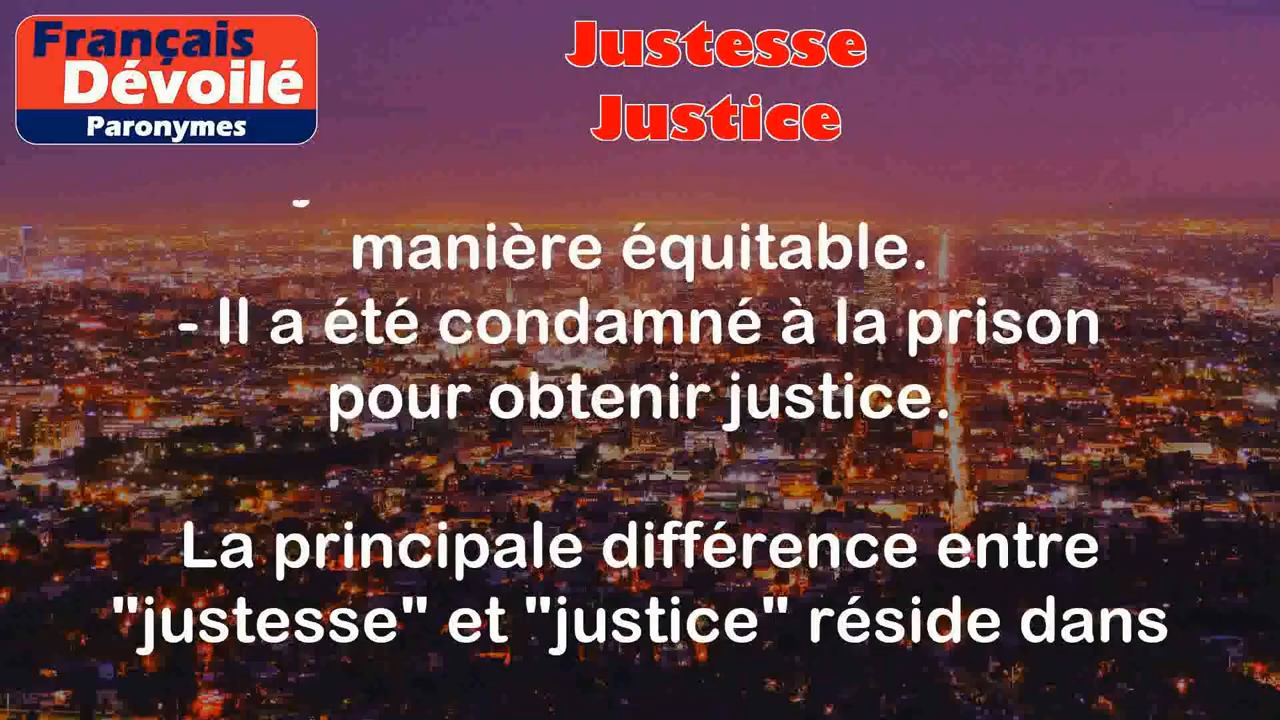 Français
Dévoilé
Paronymes
Justesse
Justice
manière équitable.
- Il a été condamné à la prison
pour obtenir justice.
La principale différence entre
"justesse" et "justice" réside dans